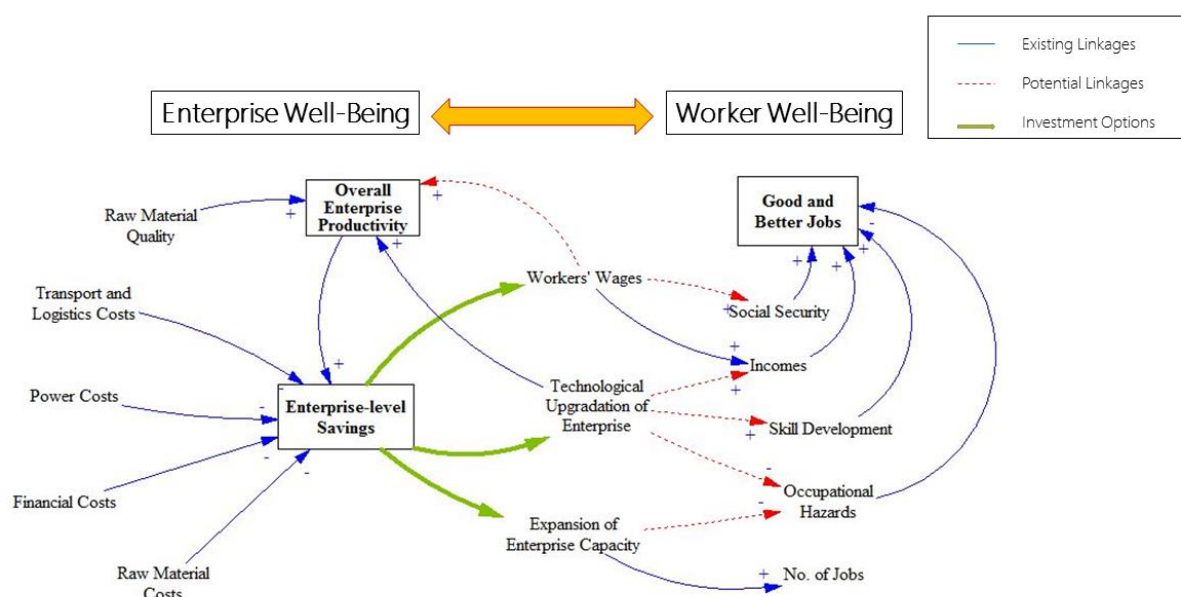 Existing Linkages
Potential Linkages
Investment Options
Enterprise Well-Being
Worker Well-Being
Overall
Enterprise
Productivity
Good and
Better Jobs
Raw Material
Quality
+
+
+
-
+
+
+
Workers' Wages
Transport and
Logistics Costs
+
Social Security
+
+
Incomes
-
Power Costs
-
Enterprise-level
Savings
Technological
Upgradation of
Enterprise
+
+
Skill Development
-
-
-
Financial Costs
Occupational
Hazards
-
Expansion of
Enterprise Capacity
Raw Material
Costs
+
No. of Jobs